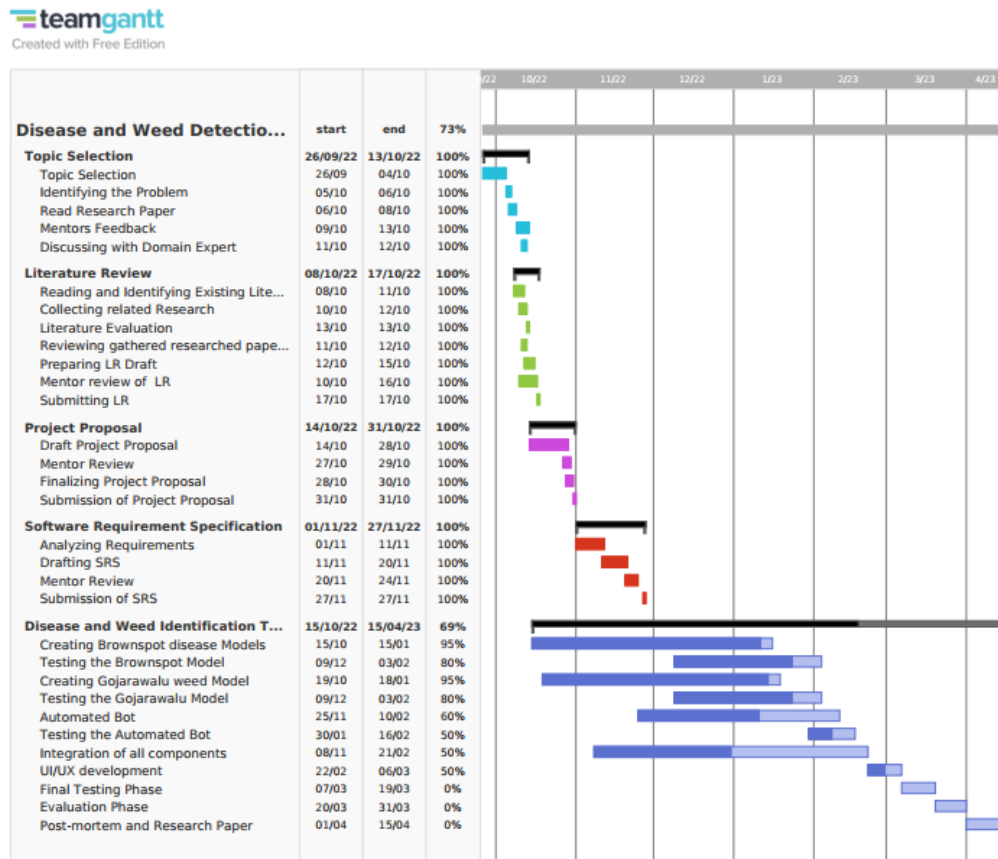 teamgantt
Created with Free Edition
/22 10/22 11/22 12/22 1/23 2/23 3/23 4/23
Disease and Weed Detectio... start end 73%
Topic Selection 26/09/22 13/10/22 100%
Topic Selection 26/09 04/10 100%
Identifying the Problem 05/10 06/10 100%
Read Research Paper 06/10 08/10 100%
Mentors Feedback 09/10 13/10 100%
Discussing with Domain Expert 11/10 12/10 100%
Literature Review 08/10/22 17/10/22 100%
Reading and Identifying Existing Lite... 08/10 11/10 100%
Collecting related Research 10/10 12/10 100%
Literature Evaluation 13/10 13/10 100%
Reviewing gathered researched pape... 11/10 12/10 100%
Preparing LR Draft 12/10 15/10 100%
Mentor review of LR 10/10 16/10 100%
Submitting LR 17/10 17/10 100%
Project Proposal 14/10/22 31/10/22 100%
Draft Project Proposal 14/10 28/10 100%
Mentor Review 27/10 29/10 100%
Finalizing Project Proposal 28/10 30/10 100%
Submission of Project Proposal 31/10 31/10 100%
Software Requirement Specification 01/11/22 27/11/22 100%
Analyzing Requirements 01/11 11/11 100%
Drafting SRS 11/11 20/11 100%
Mentor Review 20/11 24/11 100%
Submission of SRS 27/11 27/11 100%
Disease and Weed Identification T... 15/10/22 15/04/23 69%
Creating Brownspot disease Models 15/10 15/01 95%
Testing the Brownspot Model 09/12 03/02 80%
Creating Gojarawalu weed Model 19/10 18/01 95%
Testing the Gojarawalu Model 09/12 03/02 80%
Automated Bot 25/11 10/02 60%
Testing the Automated Bot 30/01 16/02 50%
Integration of all components 08/11 21/02 50%
UI/UX development 22/02 06/03 50%
Final Testing Phase 07/03 19/03 0%
Evaluation Phase 20/03 31/03 0%
Post-mortem and Research Paper 01/04 15/04 0%